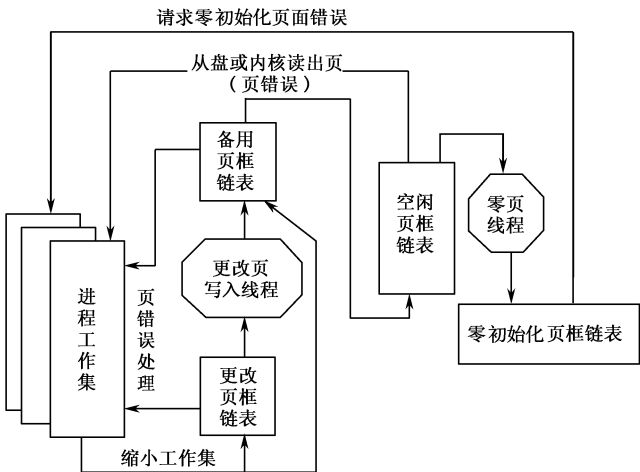 请求零初始化页面错误
从盘或内核读出页
（页错误）
备用
页框
链表
空闲
页框
链表
零页
线程
更改页
写入线程
进程工作集
页错误处理
零初始化页框链表
更改
页框
链表
缩小工作集